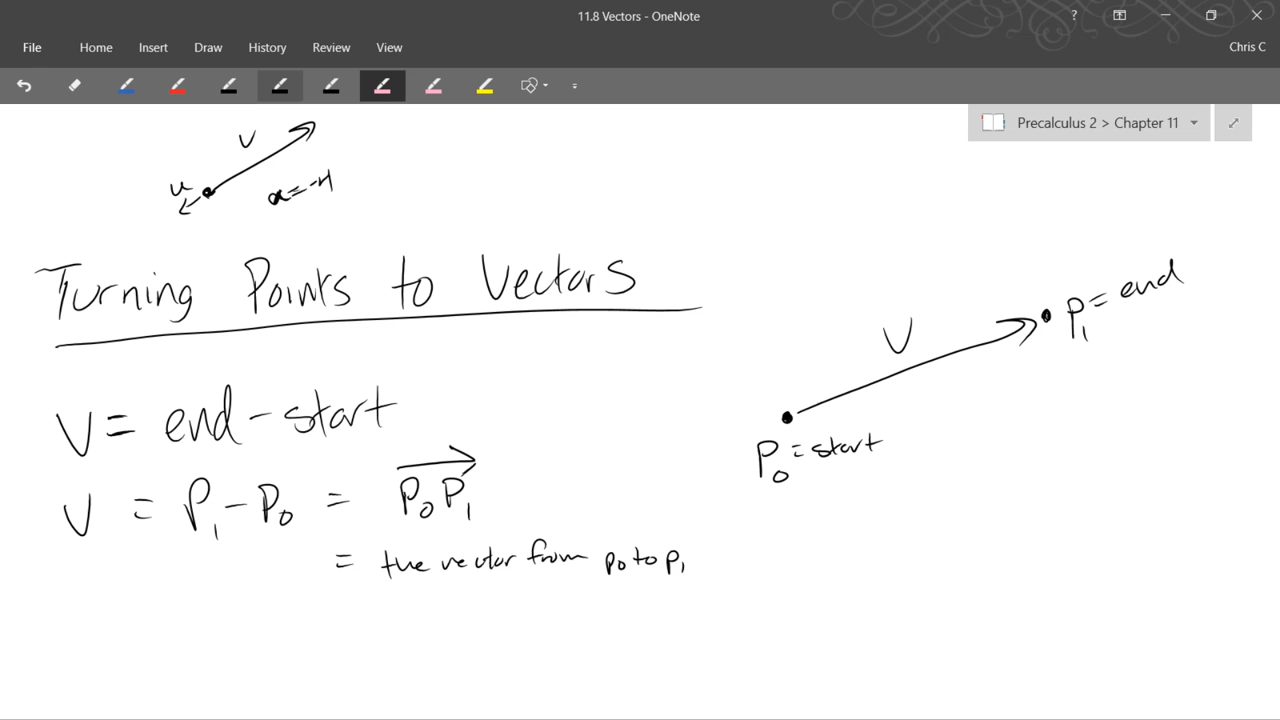 11.8 Vectors - OneNote
?
File Home Insert Draw History Review View
Chris C
Precalculus 2 > Chapter 11
V
u
Turning Points to Vectors
V = end - start
V = P₁ - P₀ = P₀P₁
= the vector from p₀ to p₁
V
P₁ = end
P₀ = start